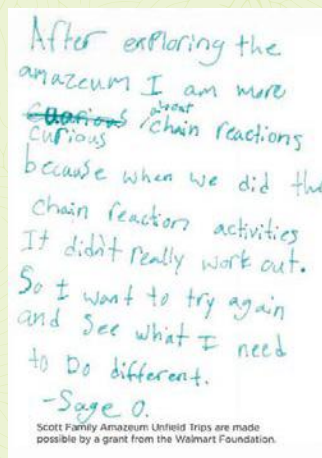 After exploring the
amazeum I am more
curious about chain reactions
because when we did the
chain reaction activities
It didn't really work out.
So I want to try again
and See what I need
to Do different.
-Sage O.
Scott Family Amazeum Unfield Trips are made
possible by a grant from the Walmart Foundation.